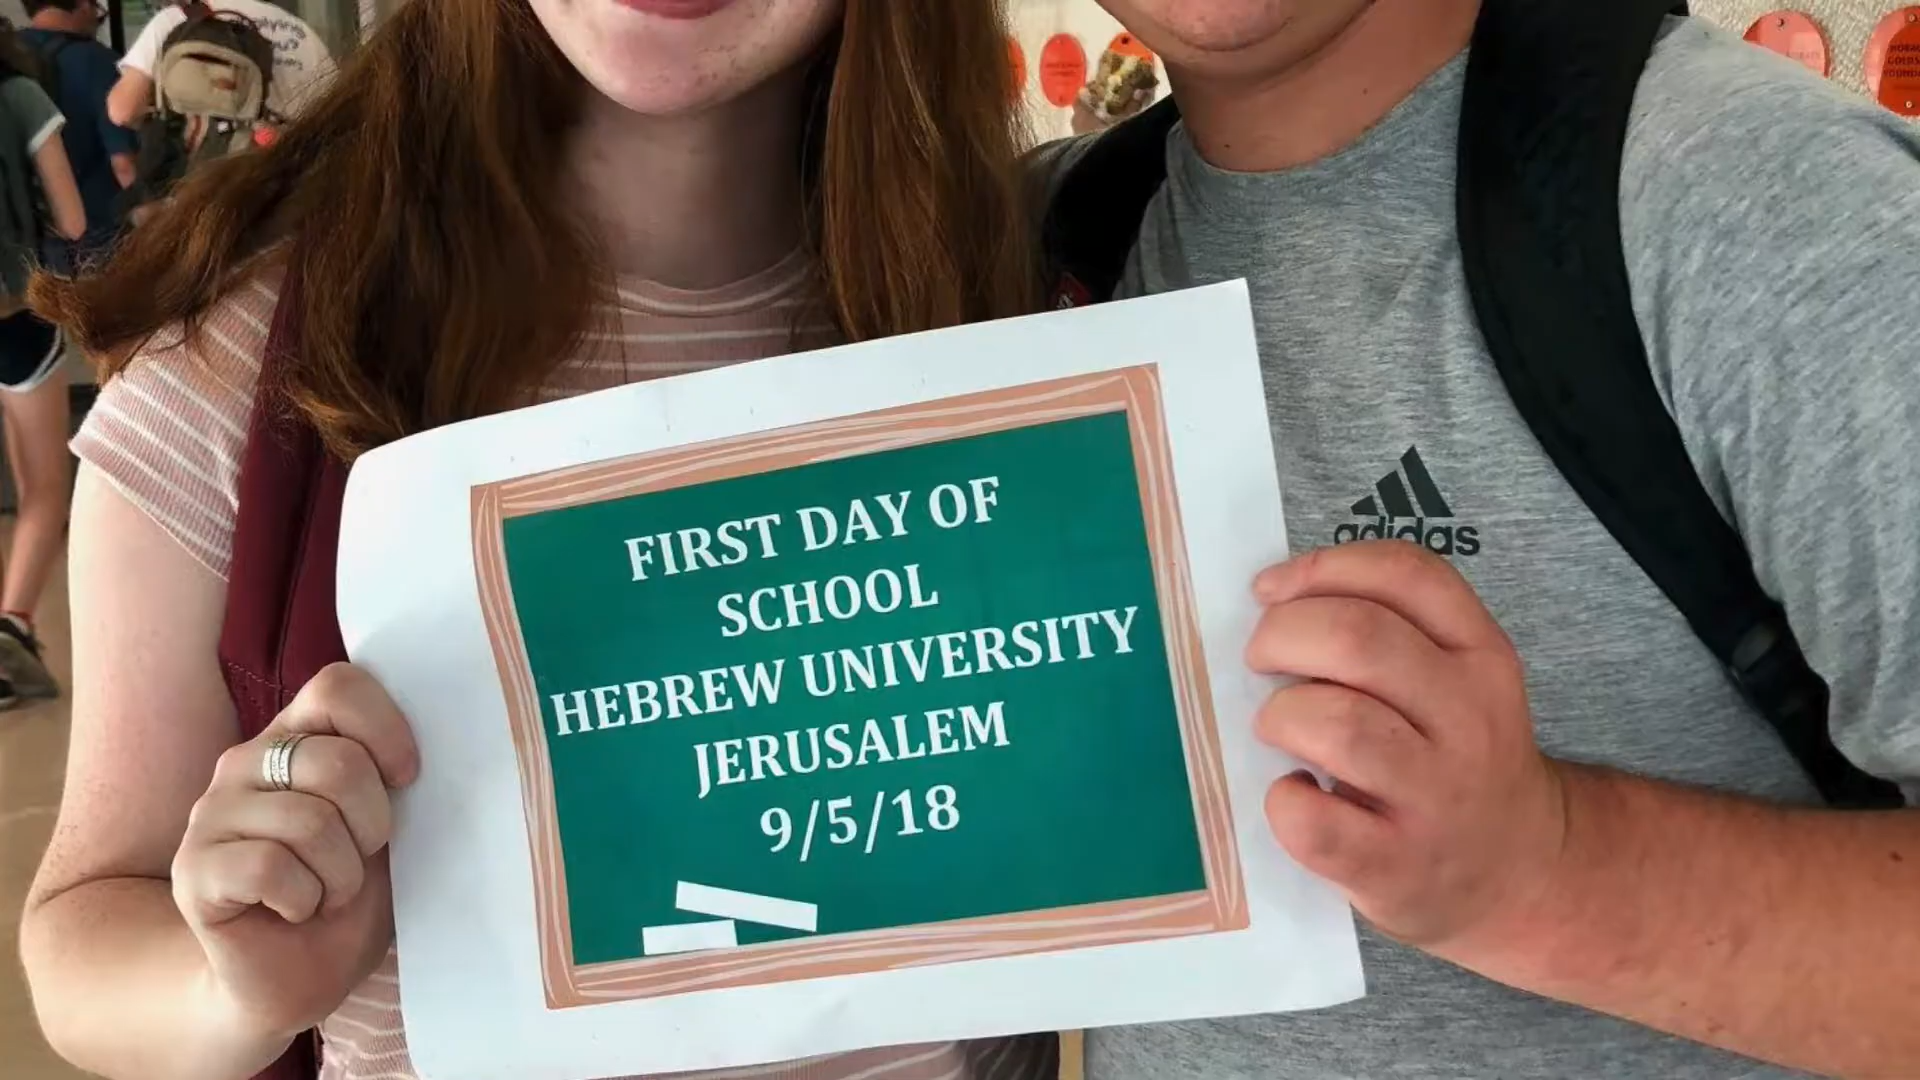 FIRST DAY OF
SCHOOL
HEBREW UNIVERSITY
JERUSALEM
9/5/18
adidas